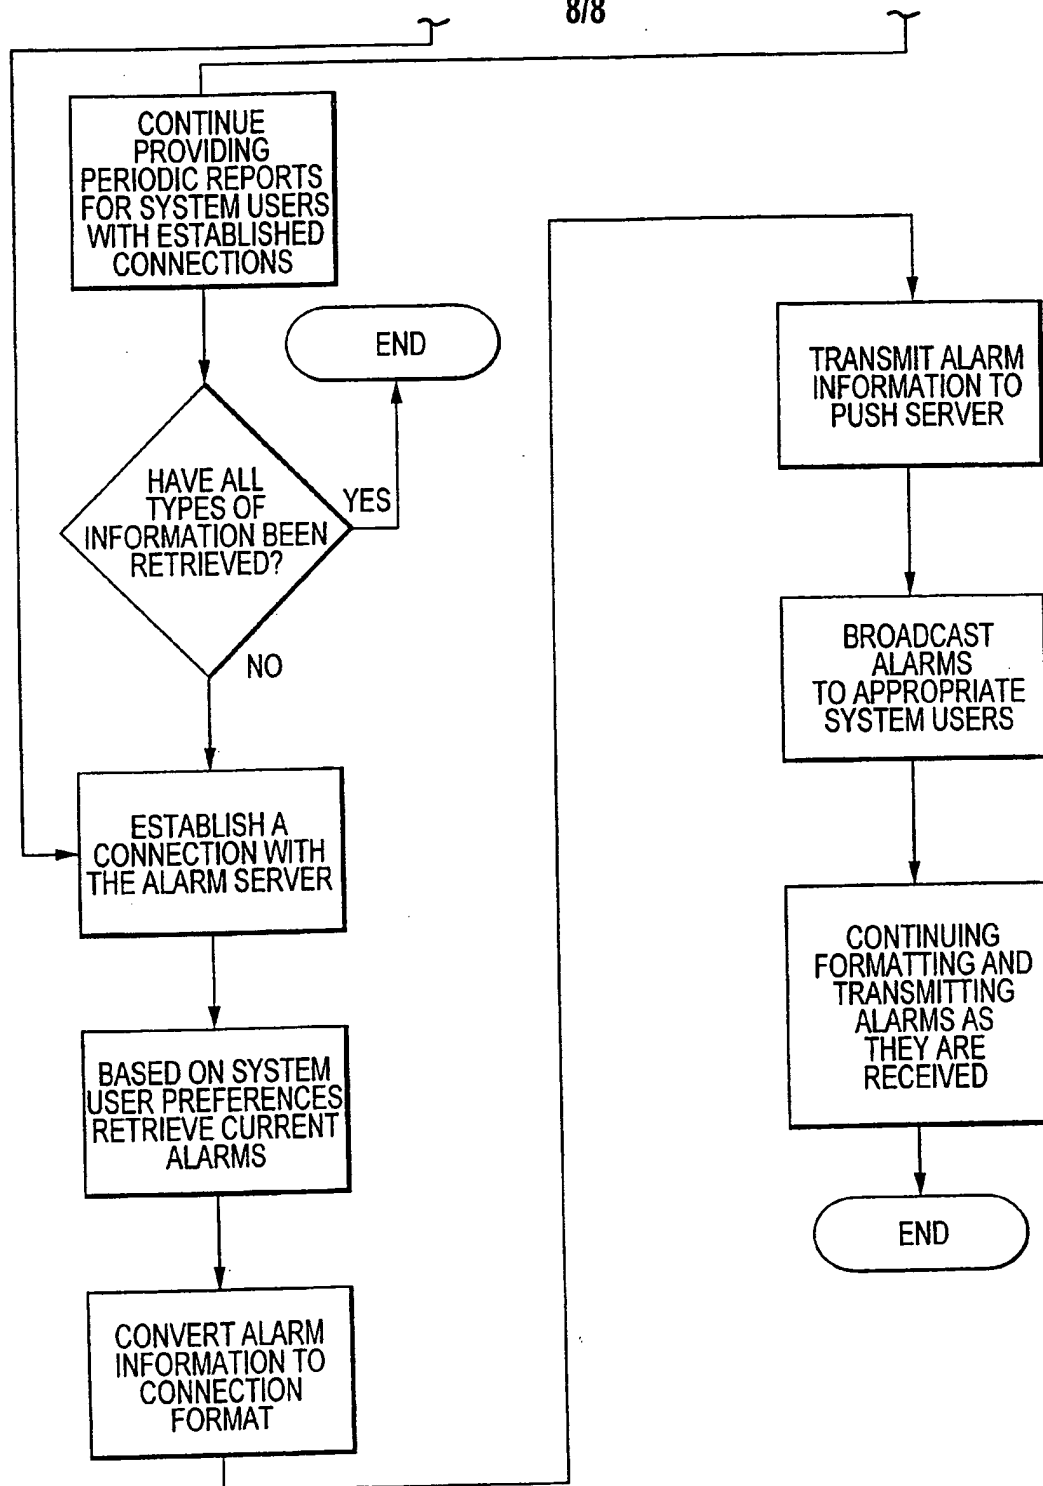 8/8
CONTINUE
PROVIDING
PERIODIC REPORTS
FOR SYSTEM USERS
WITH ESTABLISHED
CONNECTIONS
END
HAVE ALL
TYPES OF
INFORMATION BEEN
RETRIEVED?
YES
NO
ESTABLISH A
CONNECTION WITH
THE ALARM SERVER
BASED ON SYSTEM
USER PREFERENCES
RETRIEVE CURRENT
ALARMS
CONVERT ALARM
INFORMATION TO
CONNECTION
FORMAT
TRANSMIT ALARM
INFORMATION TO
PUSH SERVER
BROADCAST
ALARMS
TO APPROPRIATE
SYSTEM USERS
CONTINUING
FORMATTING AND
TRANSMITTING
ALARMS AS
THEY ARE
RECEIVED
END